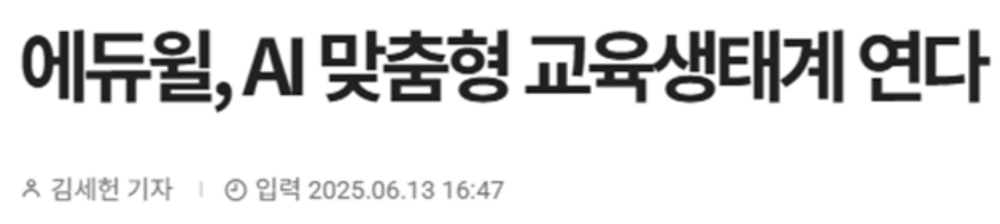 에듀윌, AI 맞춤형 교육생태계 연다
김세헌 기자 | 입력 2025.06.13 16:47